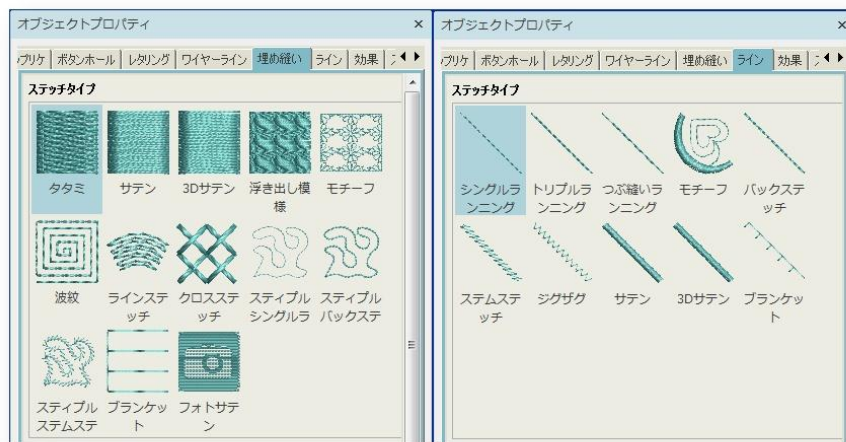 オブジェクトプロパティ ×
プリケ ボタンホール レタリング ワイヤーライン 埋め縫い ライン 効果
ステッチタイプ
タタミ サテン 3Dサテン 浮き出し模 モチーフ
様
波紋 ラインステ クロスステ スティプル スティプル
ッチ ッチ シングルラ バックステ
スティプル ブランケッ フォトサテ
ステムステ ト ン
オブジェクトプロパティ ×
プリケ ボタンホール レタリング ワイヤーライン 埋め縫い ライン 効果
ステッチタイプ
シングルラ トリプルラ つぶ縫いラ モチーフ バックステ
ンニング ンニング ンニング ッチ
ステムステ ジグザグ サテン 3Dサテン ブランケッ
ッチ ト